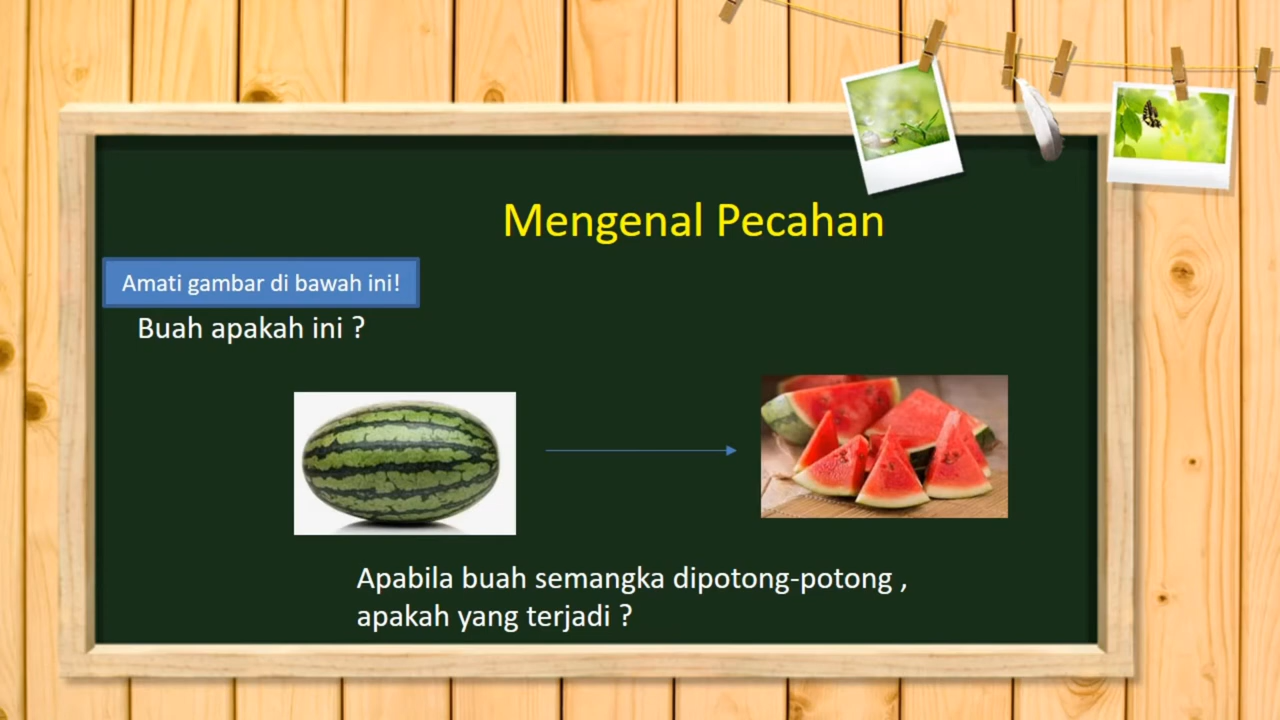 Mengenal Pecahan
Amati gambar di bawah ini!
Buah apakah ini ?
Apabila buah semangka dipotong-potong ,
apakah yang terjadi ?